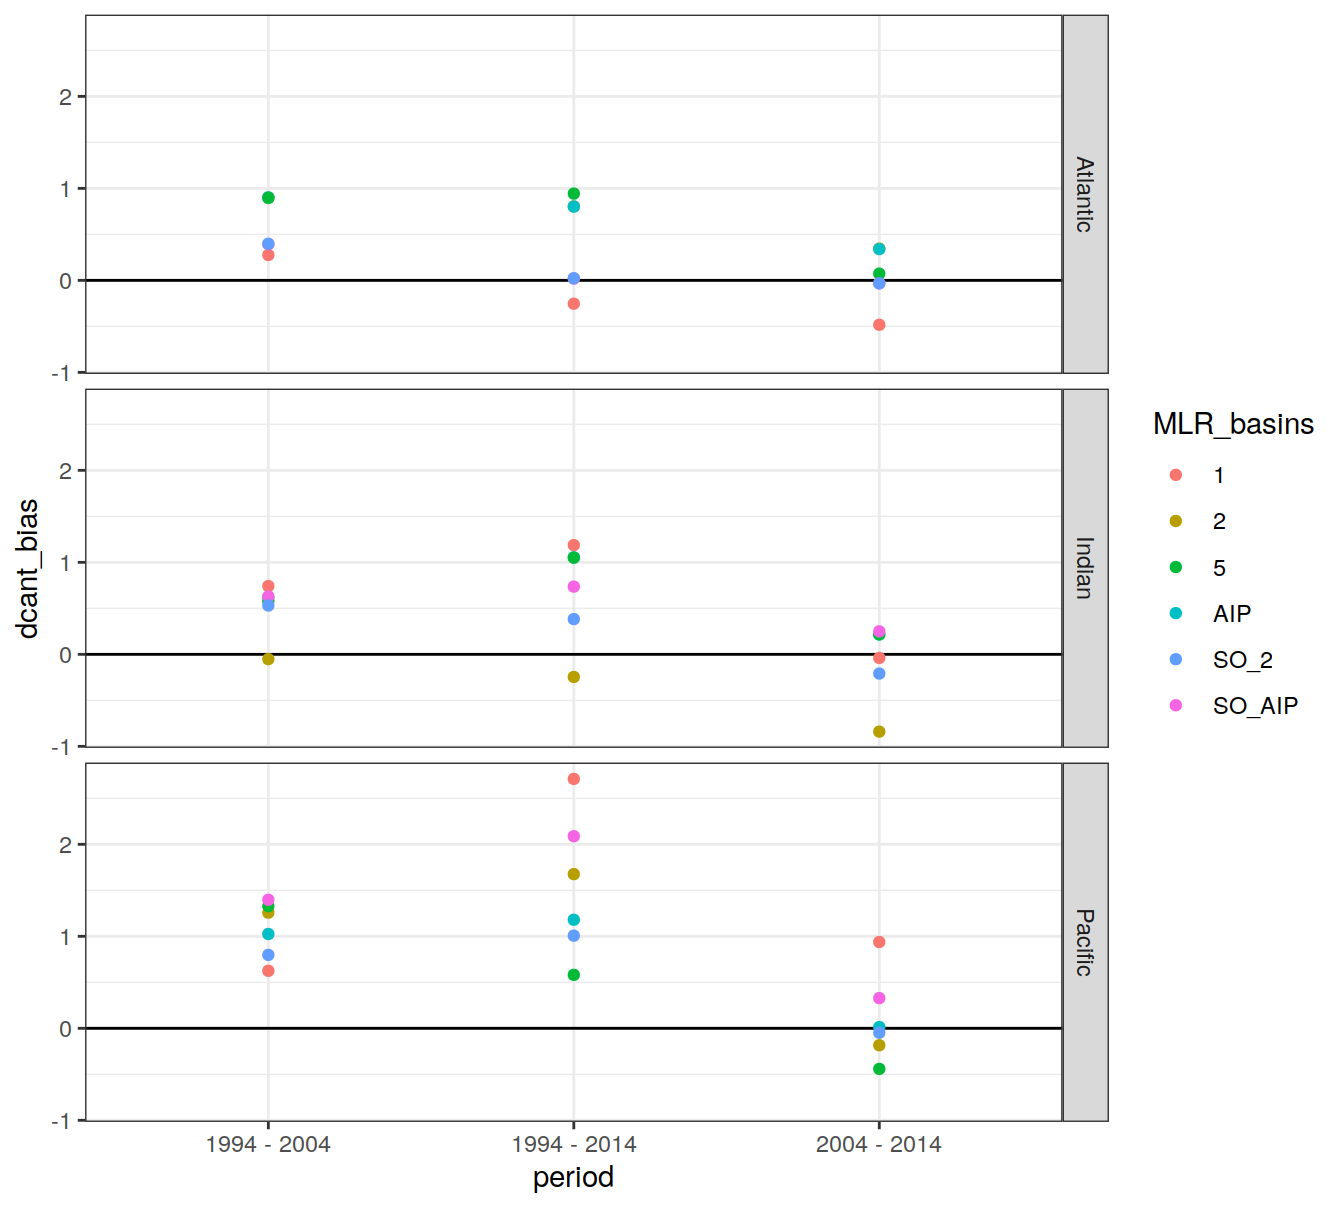 2
1
0
-1
Atlantic
2
1
0
-1
Indian
2
1
0
-1
Pacific
dcant_bias
1994 - 2004
1994 - 2014
2004 - 2014
period
MLR_basins
1
2
5
AIP
SO_2
SO_AIP